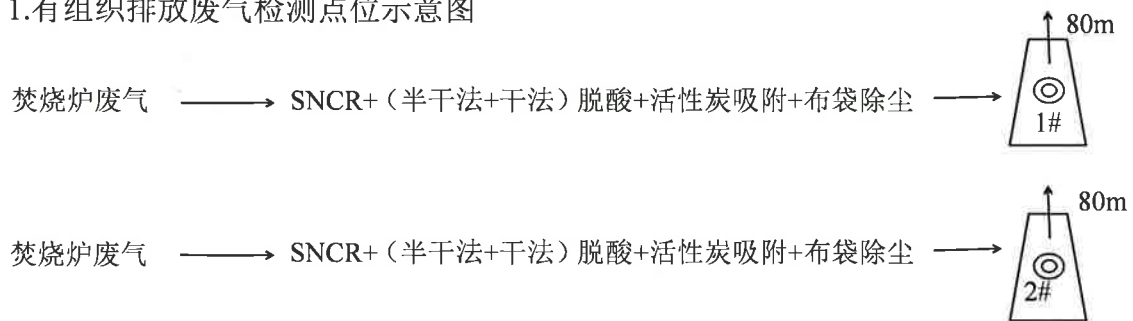 1.有组织排放废气检测点位示意图
80m
焚烧炉废气 SNCR+（半干法+干法）脱酸+活性炭吸附+布袋除尘
1#
80m
焚烧炉废气 SNCR+（半干法+干法）脱酸+活性炭吸附+布袋除尘
2#